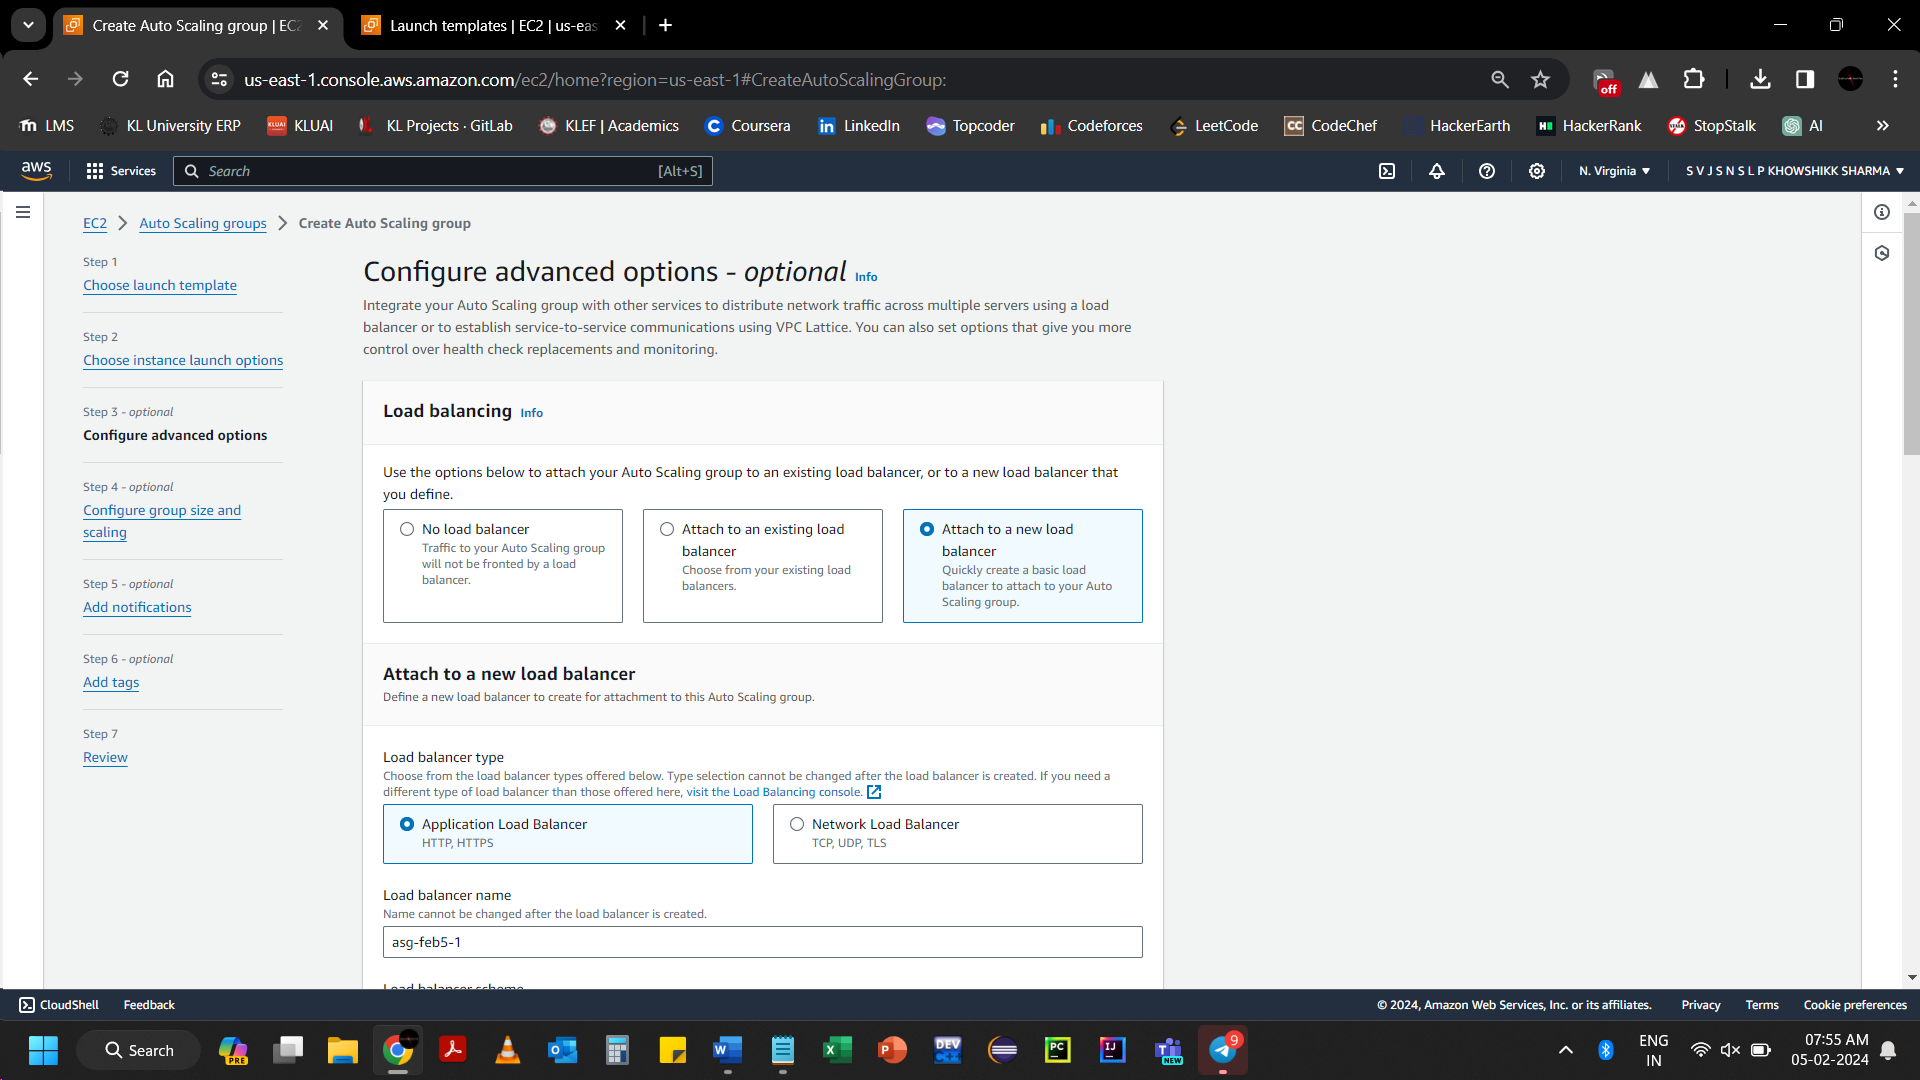 Create Auto Scaling group | EC2
Launch templates | EC2 | us-eas
us-east-1.console.aws.amazon.com/ec2/home?region=us-east-1#CreateAutoScalingGroup:
off
LMS
KL University ERP
KLUAI
KL Projects · GitLab
KLEF | Academics
Coursera
LinkedIn
Topcoder
Codeforces
LeetCode
CodeChef
HackerEarth
HackerRank
StopStalk
AI
aws
Services
Search
[Alt+S]
N. Virginia
S V J S N S L P KHOWSHIKK SHARMA
EC2
Auto Scaling groups
Create Auto Scaling group
Step 1
Choose launch template
Step 2
Choose instance launch options
Step 3 - optional
Configure advanced options
Step 4 - optional
Configure group size and
scaling
Step 5 - optional
Add notifications
Step 6 - optional
Add tags
Step 7
Review
Configure advanced options - optional Info
Integrate your Auto Scaling group with other services to distribute network traffic across multiple servers using a load
balancer or to establish service-to-service communications using VPC Lattice. You can also set options that give you more
control over health check replacements and monitoring.
Load balancing Info
Use the options below to attach your Auto Scaling group to an existing load balancer, or to a new load balancer that
you define.
No load balancer
Traffic to your Auto Scaling group
will not be fronted by a load
balancer.
Attach to an existing load
balancer
Choose from your existing load
balancers.
Attach to a new load
balancer
Quickly create a basic load
balancer to attach to your Auto
Scaling group.
Attach to a new load balancer
Define a new load balancer to create for attachment to this Auto Scaling group.
Load balancer type
Choose from the load balancer types offered below. Type selection cannot be changed after the load balancer is created. If you need a
different type of load balancer than those offered here, visit the Load Balancing console.
Application Load Balancer
HTTP, HTTPS
Network Load Balancer
TCP, UDP, TLS
Load balancer name
Name cannot be changed after the load balancer is created.
asg-feb5-1
Load balancer scheme
CloudShell
Feedback
© 2024, Amazon Web Services, Inc. or its affiliates.
Privacy
Terms
Cookie preferences
Search
PRE
DEV
PC
IJ
NEW
9
ENG
IN
07:55 AM
05-02-2024